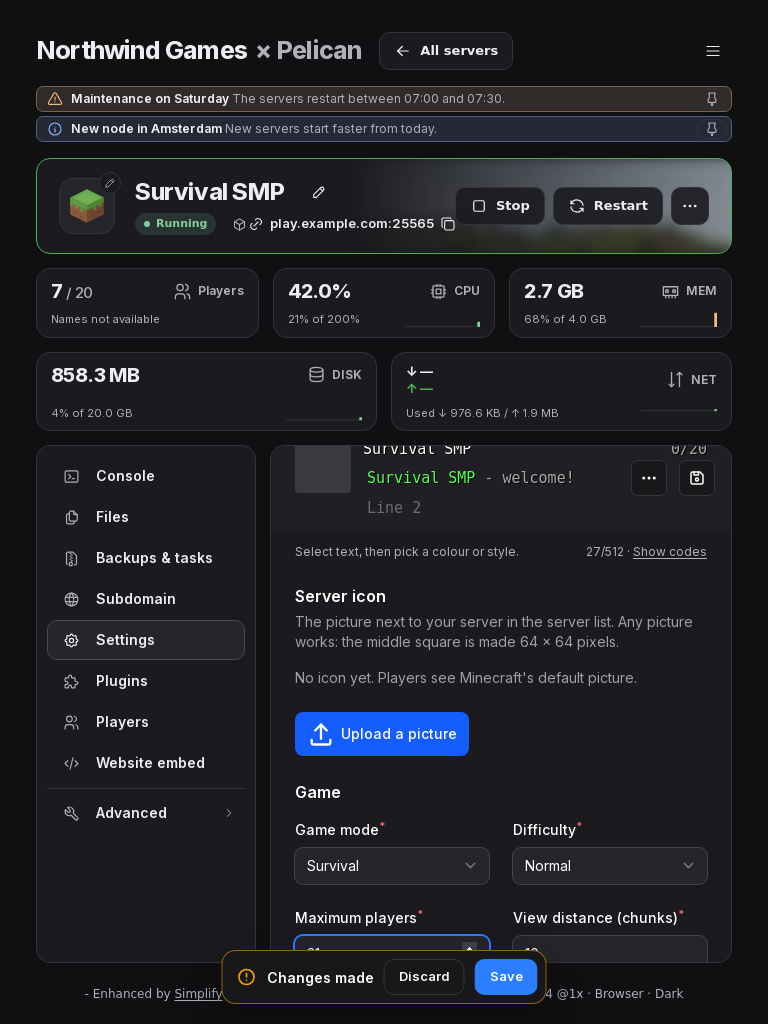 Northwind Games × Pelican
All servers
Maintenance on Saturday The servers restart between 07:00 and 07:30.
New node in Amsterdam New servers start faster from today.
Survival SMP
Running
play.example.com:25565
Stop
Restart
7 / 20
Players
Names not available
42.0%
CPU
21% of 200%
2.7 GB
MEM
68% of 4.0 GB
858.3 MB
DISK
4% of 20.0 GB
↓ —
↑ —
NET
Used ↓ 976.6 KB / ↑ 1.9 MB
Console
Files
Backups & tasks
Subdomain
Settings
Plugins
Players
Website embed
Advanced
Survival SMP
0/20
Survival SMP - welcome!
Line 2
Select text, then pick a colour or style.
27/512 · Show codes
Server icon
The picture next to your server in the server list. Any picture
works: the middle square is made 64 × 64 pixels.
No icon yet. Players see Minecraft's default picture.
Upload a picture
Game
Game mode*
Difficulty*
Survival
Normal
Maximum players*
View distance (chunks)*
Changes made
Discard
Save
- Enhanced by Simplify
4 @1x · Browser · Dark